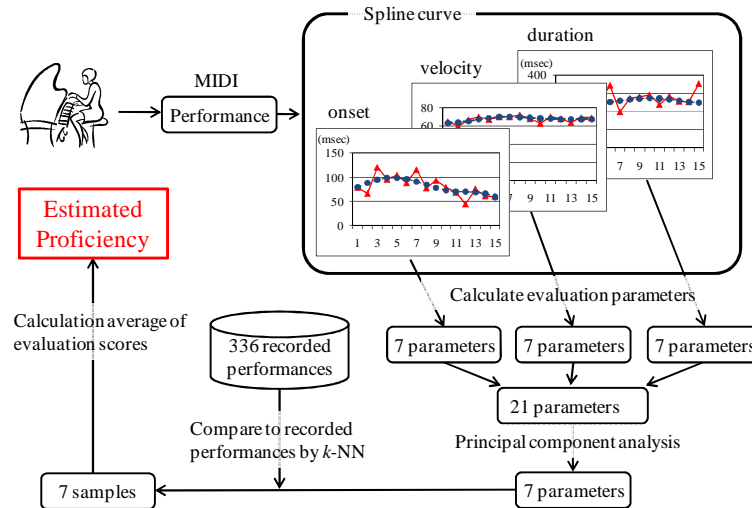 Spline curve
duration
(msec)
400
7 9 11 13 15
velocity
80
60
7 9 11 13 15
onset
(msec)
150
100
50
0
1 3 5 7 9 11 13 15
MIDI
Performance
Estimated
Proficiency
Calculate evaluation parameters
Calculation average of
evaluation scores
336 recorded
performances
7 parameters
7 parameters
7 parameters
21 parameters
Compare to recorded
performances by k-NN
Principal component analysis
7 samples
7 parameters